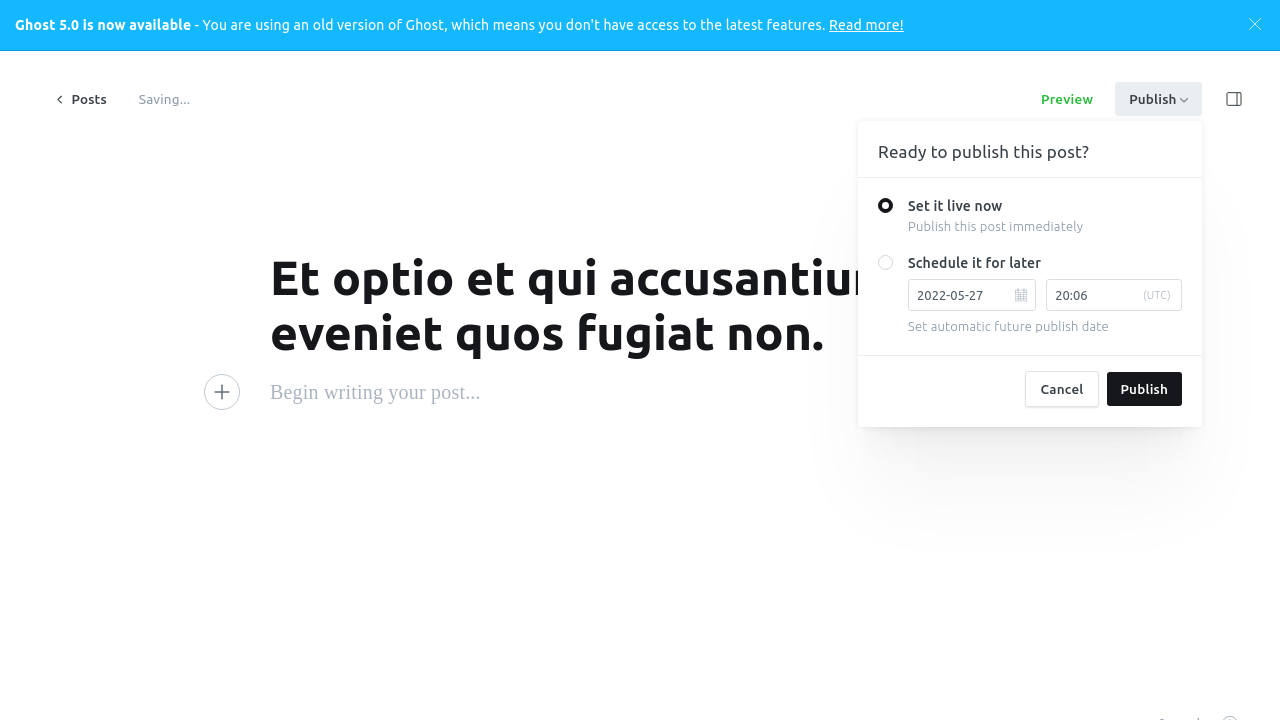 Ghost 5.0 is now available - You are using an old version of Ghost, which means you don't have access to the latest features. Read more!
Posts
Saving...
Preview
Publish
Ready to publish this post?
Set it live now
Publish this post immediately
Schedule it for later
2022-05-27
20:06
(UTC)
Set automatic future publish date
Cancel
Publish
Et optio et qui
eveniet quos fugiat non.
Begin writing your post...